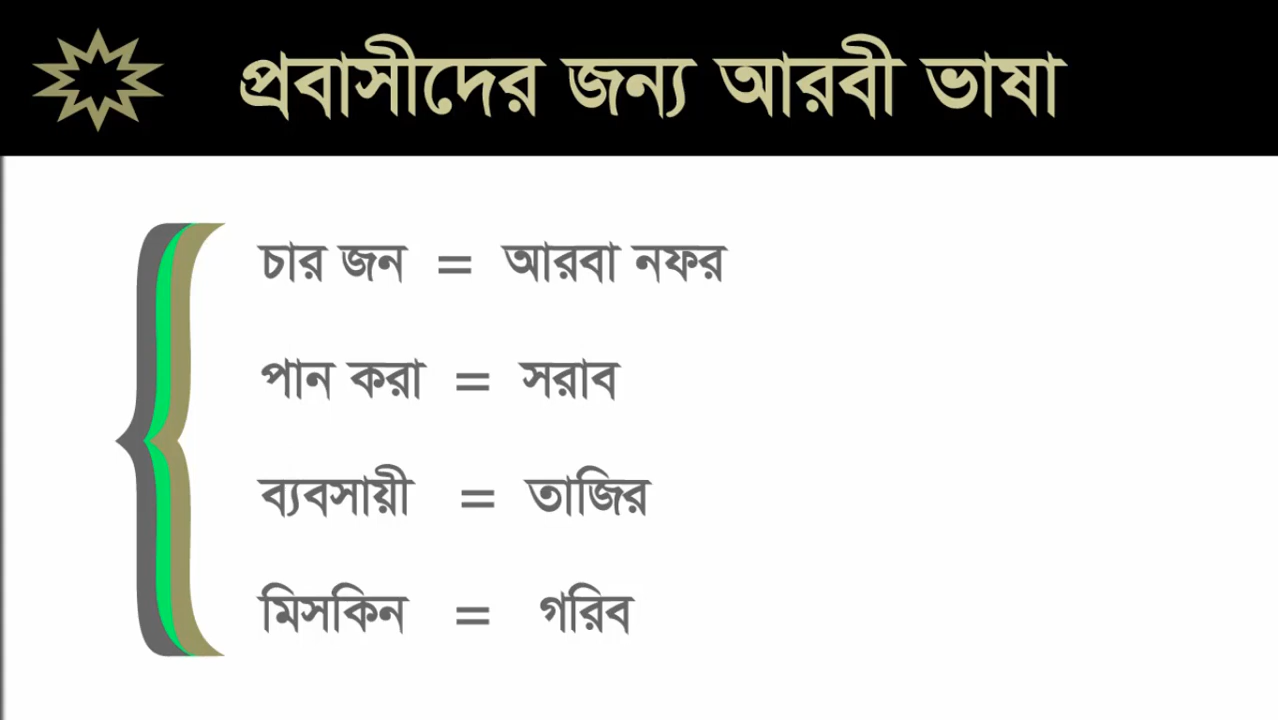 প্রবাসীদের জন্য আরবী ভাষা
চার জন = আরবা নফর
পান করা = সরাব
ব্যবসায়ী = তাজির
মিসকিন = গরিব